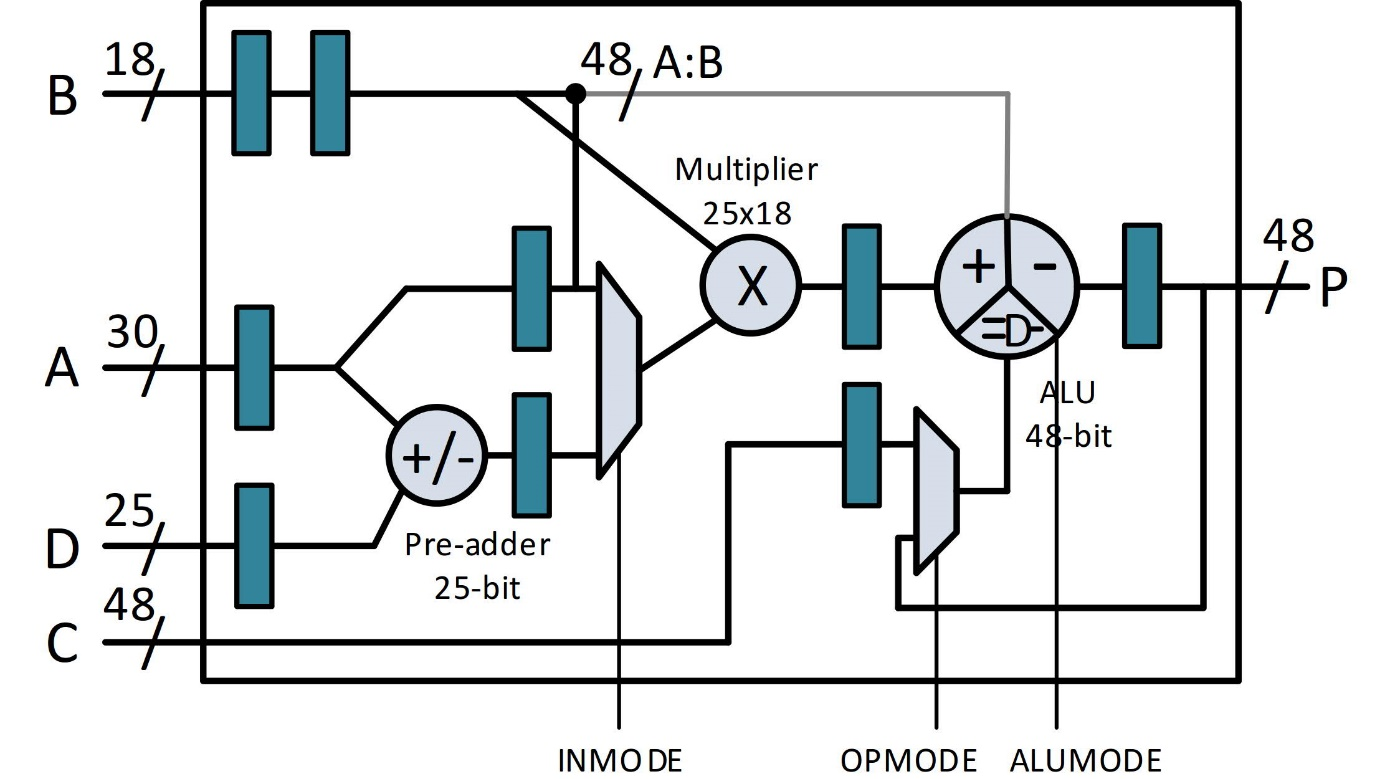 18
B
48
A:B
Multiplier
25x18
X
+
-
48
P
30
A
+/-
25
D
Pre-adder
25-bit
ALU
48-bit
48
C
INMODE
OPMODE
ALUMODE